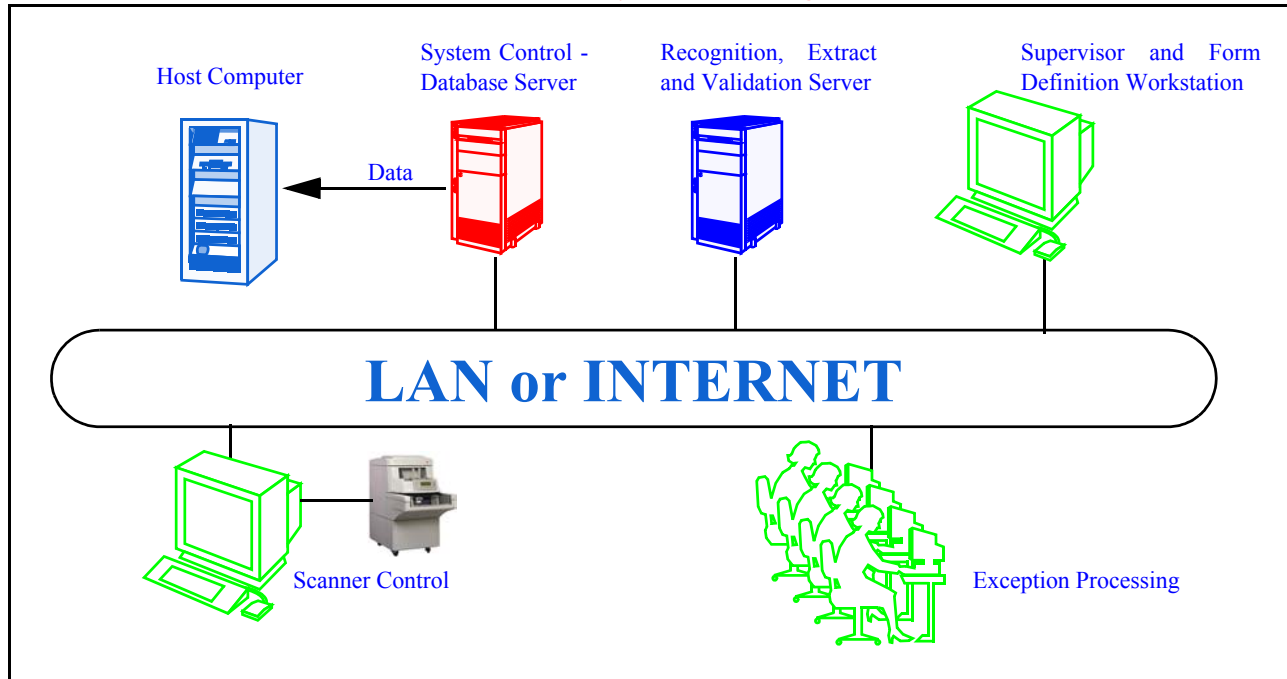 Host Computer
System Control -
Database Server
Recognition, Extract
and Validation Server
Supervisor and Form
Definition Workstation
Data
LAN or INTERNET
Scanner Control
Exception Processing